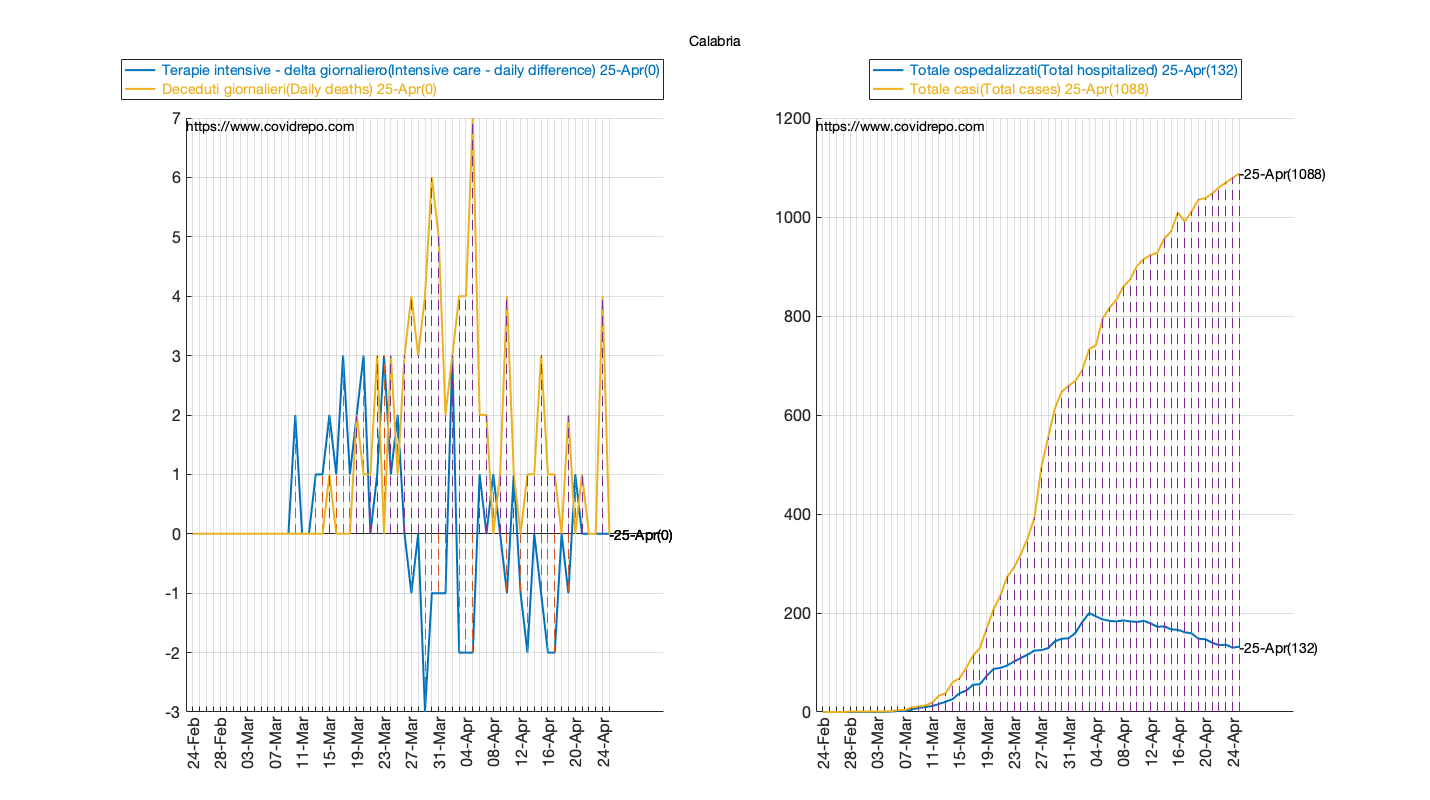 Calabria
Terapie intensive - delta giornaliero(Intensive care - daily difference) 25-Apr(0)
Deceduti giornalieri(Daily deaths) 25-Apr(0)
7
https://www.covidrepo.com
6
5
4
3
2
1
0
-1
-2
-3
-25-Apr(0)
24-Feb
28-Feb
03-Mar
07-Mar
11-Mar
15-Mar
19-Mar
23-Mar
27-Mar
31-Mar
04-Apr
08-Apr
12-Apr
16-Apr
20-Apr
24-Apr
Totale ospedalizzati(Total hospitalized) 25-Apr(132)
Totale casi(Total cases) 25-Apr(1088)
1200
https://www.covidrepo.com
1000
800
600
400
200
0
-25-Apr(1088)
-25-Apr(132)
24-Feb
28-Feb
03-Mar
07-Mar
11-Mar
15-Mar
19-Mar
23-Mar
27-Mar
31-Mar
04-Apr
08-Apr
12-Apr
16-Apr
20-Apr
24-Apr